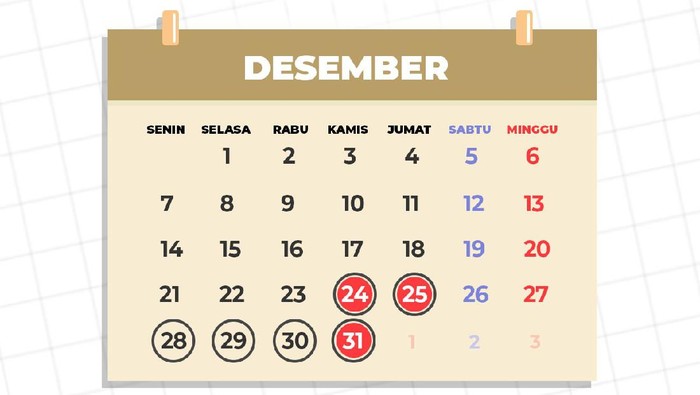 DESEMBER
SENIN SELASA RABU KAMIS JUMAT SABTU MINGGU
1 2 3 4 5 6
7 8 9 10 11 12 13
14 15 16 17 18 19 20
21 22 23 24 25 26 27
28 29 30 31 1 2 3